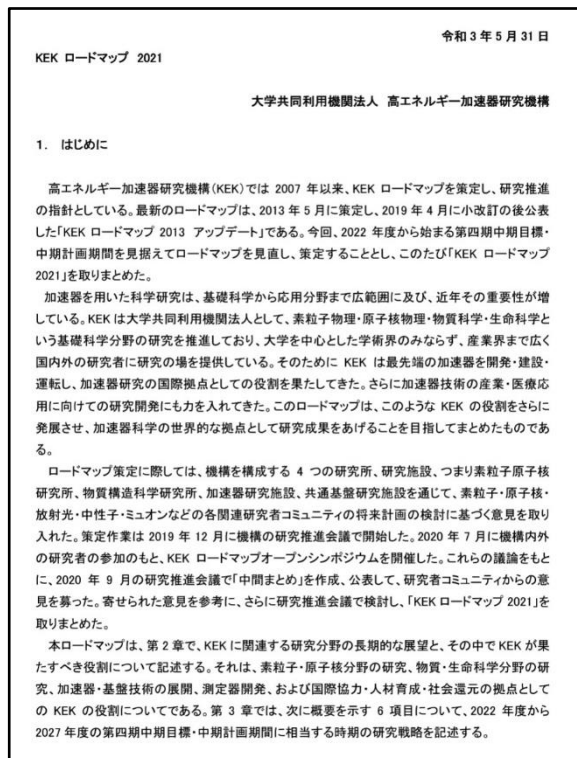 令和3年5月31日
KEK ロードマップ 2021
大学共同利用機関法人 高エネルギー加速器研究機構
1. はじめに
高エネルギー加速器研究機構(KEK)では 2007 年以来、KEK ロードマップを策定し、研究推進
の指針としている。最新のロードマップは、2013 年 5 月に策定し、2019 年 4 月に小改訂の後公表
した「KEK ロードマップ 2013 アップデート」である。今回、2022 年度から始まる第四期中期目標・
中期計画期間を見据えてロードマップを見直し、策定することとし、このたび「KEK ロードマップ
2021」を取りまとめた。
加速器を用いた科学研究は、基礎科学から応用分野まで広範囲に及び、近年その重要性が増
している。KEK は大学共同利用機関法人として、素粒子物理・原子核物理・物質科学・生命科学と
いう基礎科学分野の研究を推進しており、大学を中心とした学術界のみならず、産業界まで広く
国内外の研究者に研究の場を提供している。そのために KEK は最先端の加速器を開発・建設・
運転し、加速器研究の国際拠点としての役割を果たしてきた。さらに加速器技術の産業・医療応
用に向けての研究開発にも力を入れてきた。このロードマップは、このような KEK の役割をさらに
発展させ、加速器科学の世界的な拠点として研究成果をあげることを目指してまとめたものであ
る。
ロードマップ策定に際しては、機構を構成する 4 つの研究所、研究施設、つまり素粒子原子核
研究所、物質構造科学研究所、加速器研究施設、共通基盤研究施設を通じて、素粒子・原子核・
放射光・中性子・ミュオンなどの各関連研究者コミュニティの将来計画の検討に基づく意見を取り
入れた。策定作業は 2019 年 12 月に機構の研究推進会議で開始した。2020 年 7 月に機構内外
の研究者の参加のもと、KEK ロードマップオープンシンポジウムを開催した。これらの議論をもと
に、2020 年 9 月の研究推進会議で「中間まとめ」を作成、公表して、研究者コミュニティからの意
見を募った。寄せられた意見を参考に、さらに研究推進会議で検討し、「KEK ロードマップ 2021」を
取りまとめた。
本ロードマップは、第 2 章で、KEK に関連する研究分野の長期的な展望と、その中で KEK が果
たすべき役割について記述する。それは、素粒子・原子核分野の研究、物質・生命科学分野の研
究、加速器・基盤技術の展開、測定器開発、および国際協力・人材育成・社会還元の拠点として
の KEK の役割についてである。第 3 章では、次に概要を示す 6 項目について、2022 年度から
2027 年度の第四期中期目標・中期計画期間に相当する時期の研究戦略を記述する。